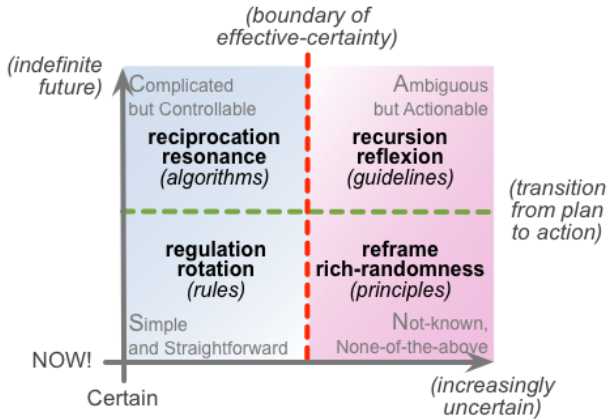 (boundary of
effective-certainty)
(indefinite
future)
Complicated
but Controllable
reciprocation
resonance
(algorithms)
Ambiguous
but Actionable
recursion
reflexion
(guidelines)
(transition
from plan
to action)
regulation
rotation
(rules)
Simple
and Straightforward
reframe
rich-randomness
(principles)
Not-known,
None-of-the-above
NOW!
Certain
(increasingly
uncertain)